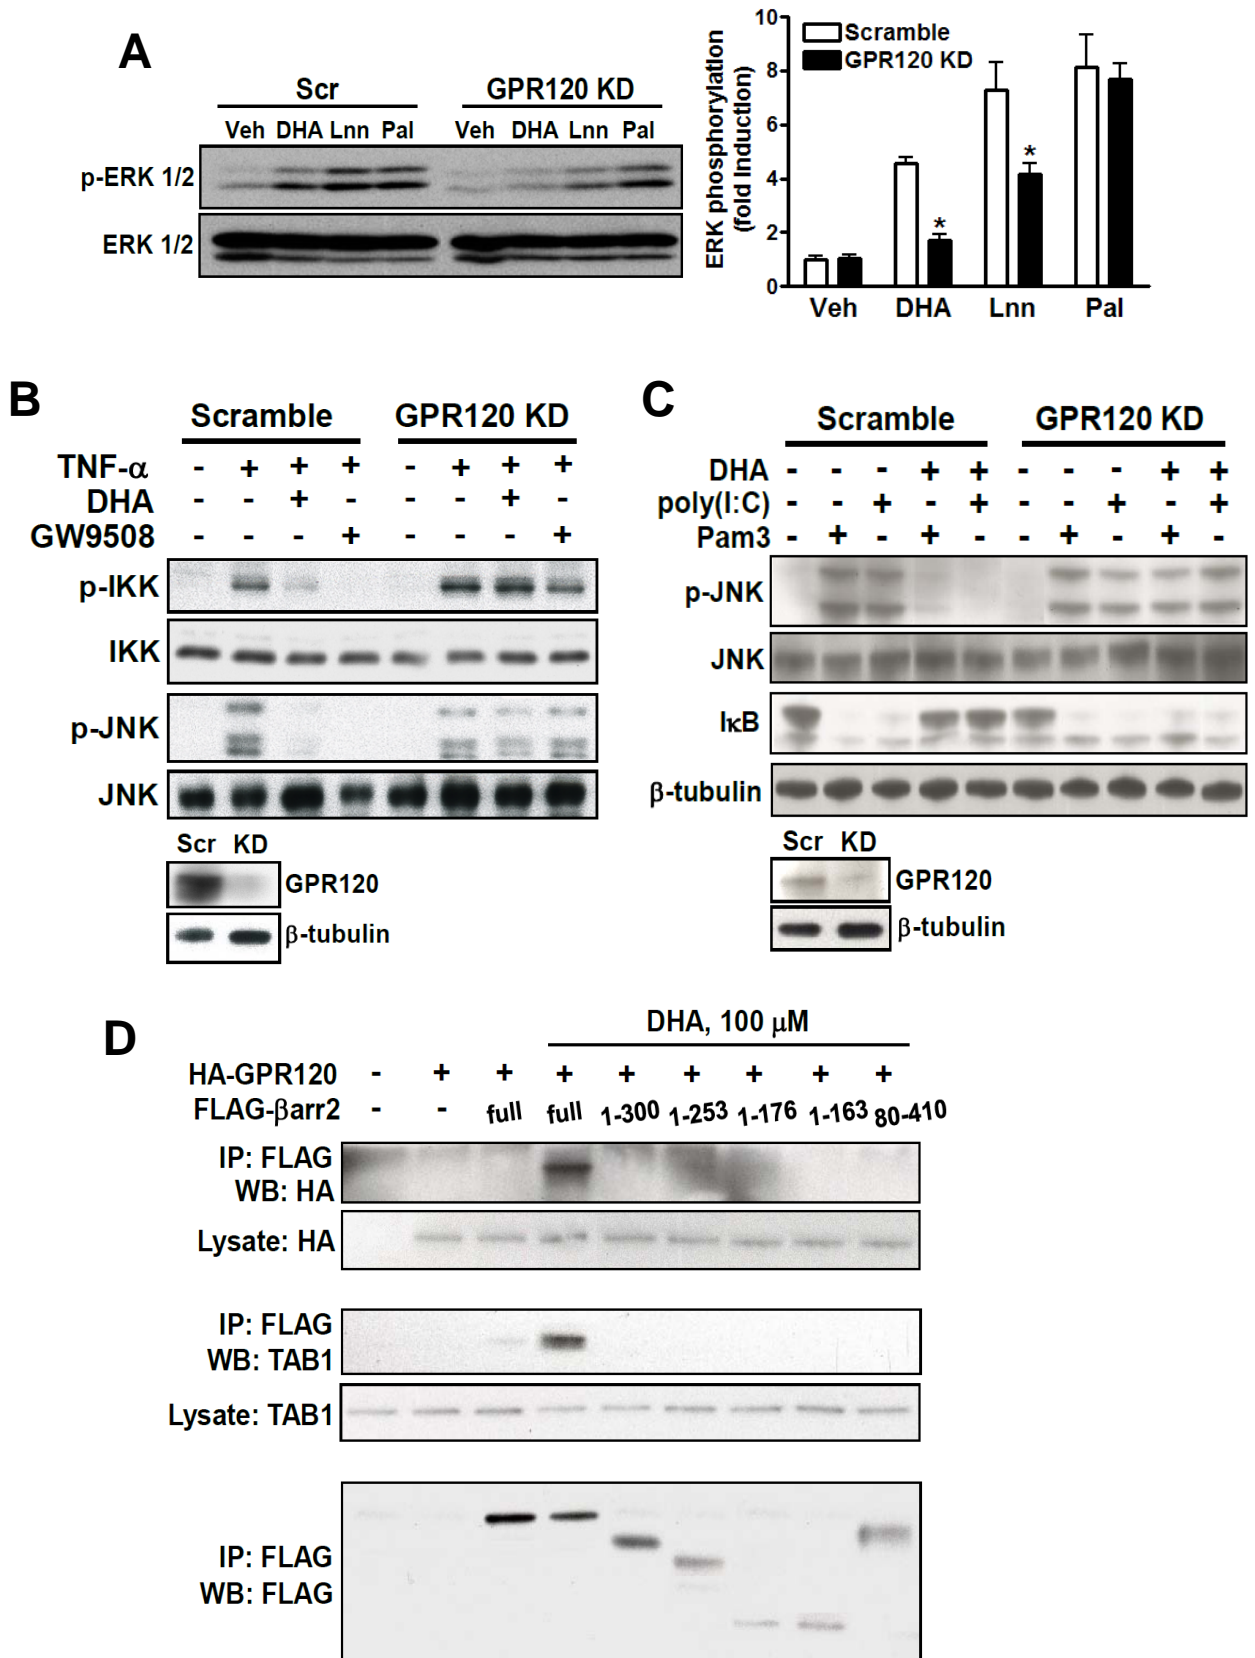 A
Scr GPR120 KD
Veh DHA Lnn Pal Veh DHA Lnn Pal
p-ERK 1/2
ERK 1/2
ERK phosphorylation
(fold Induction)
10
8
6
4
2
0
Scramble
GPR120 KD
*
*
Veh DHA Lnn Pal
B
Scramble GPR120 KD
TNF-α - + + + - + + +
DHA - - + - - - + -
GW9508 - - - + - - - +
p-IKK
IKK
p-JNK
JNK
Scr KD
GPR120
β-tubulin
C
Scramble GPR120 KD
DHA - - - + + - - - + +
poly(I:C) - - + - + - - + - +
Pam3 - + - + - - + - + -
p-JNK
JNK
IκB
β-tubulin
Scr KD
GPR120
β-tubulin
D
DHA, 100 μM
HA-GPR120 - + + + + + + + +
FLAG-βarr2 - - full full 1-300 1-253 1-176 1-163 80-410
IP: FLAG
WB: HA
Lysate: HA
IP: FLAG
WB: TAB1
Lysate: TAB1
IP: FLAG
WB: FLAG